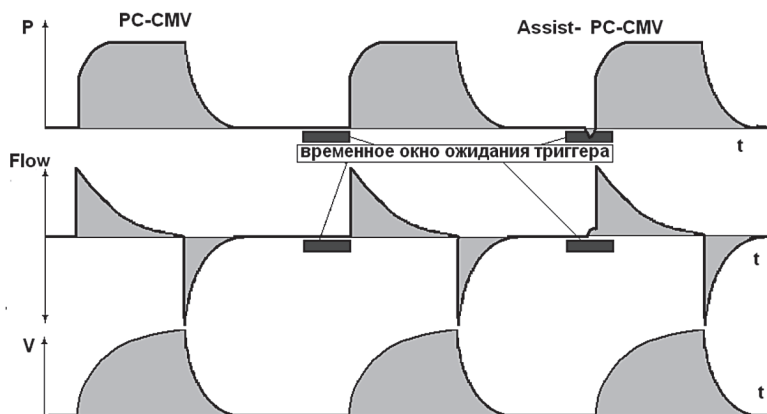 PC-CMV
Assist- PC-CMV
P
t
временное окно ожидания триггера
Flow
t
V
t